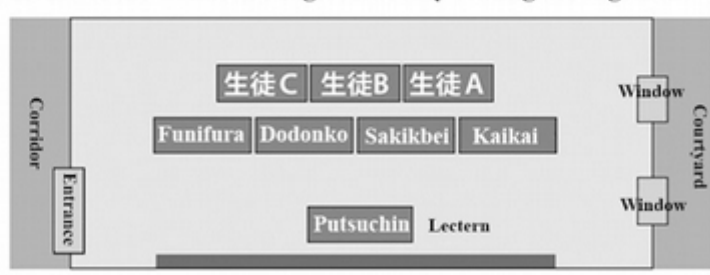 生徒C 生徒B 生徒A
Window
Funifura Dodonko Sakikbei Kaikai
Corridor
Courtyard
Entrance
Window
Putsuchin Lectern